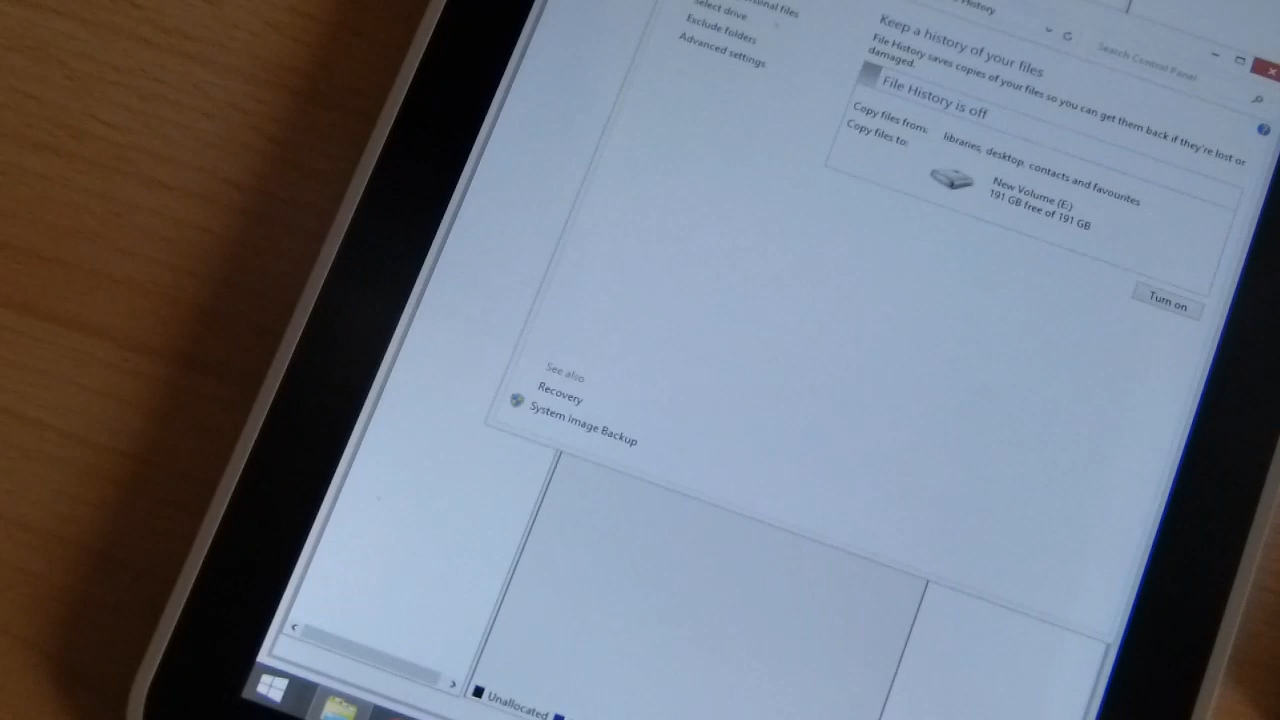 History
Search Control Panel
files
Select drive
Exclude folders
Advanced settings
Keep a history of your files
File History saves copies of your files so you can get them back if they're lost or
damaged.
File History is off
Copy files from: libraries, desktop, contacts and favourites
Copy files to:
New Volume (E:)
191 GB free of 191 GB
Turn on
See also
Recovery
System Image Backup
Unallocated